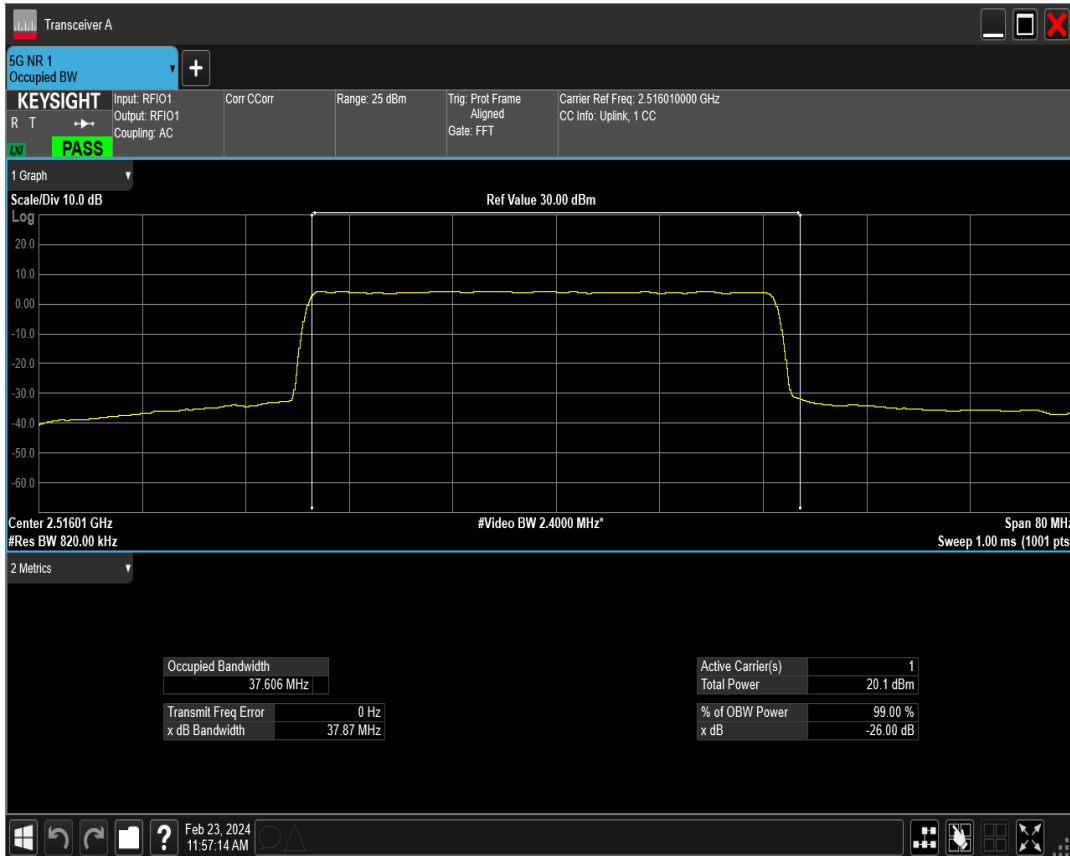 Transceiver A
5G NR 1
Occupied BW
+
KEYSIGHT
R T
LXI
PASS
Input: RFIO1
Output: RFIO1
Coupling: AC
Corr CCorr
Range: 25 dBm
Trig: Prot Frame
Aligned
Gate: FFT
Carrier Ref Freq: 2.516010000 GHz
CC Info: Uplink, 1 CC
1 Graph
Scale/Div 10.0 dB
Ref Value 30.00 dBm
Log
20.0
10.0
0.00
-10.0
-20.0
-30.0
-40.0
-50.0
-60.0
Center 2.51601 GHz
#Video BW 2.4000 MHz*
Span 80 MHz
#Res BW 820.00 kHz
Sweep 1.00 ms (1001 pts
2 Metrics
Occupied Bandwidth
37.606 MHz
Transmit Freq Error 0 Hz
x dB Bandwidth 37.87 MHz
Active Carrier(s) 1
Total Power 20.1 dBm
% of OBW Power 99.00 %
x dB -26.00 dB
?
Feb 23, 2024
11:57:14 AM